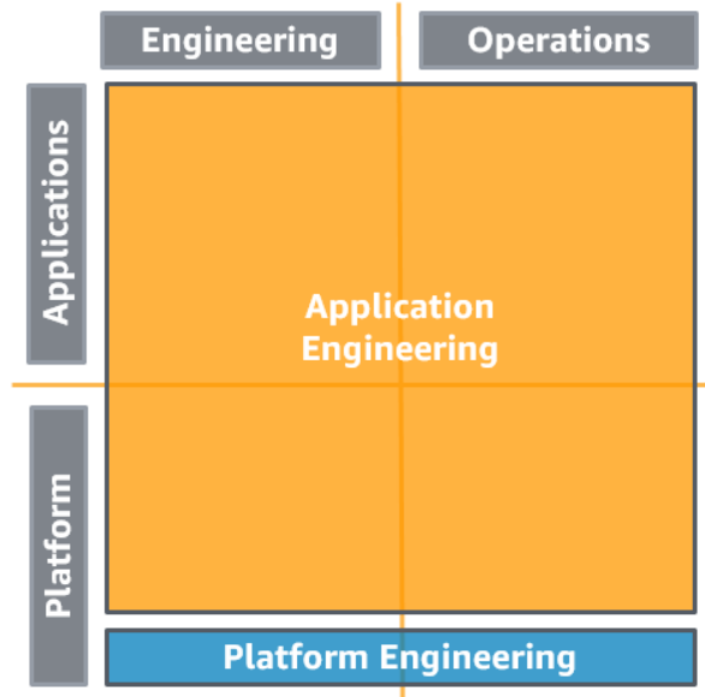 Engineering
Operations
Applications
Application
Engineering
Platform
Platform Engineering